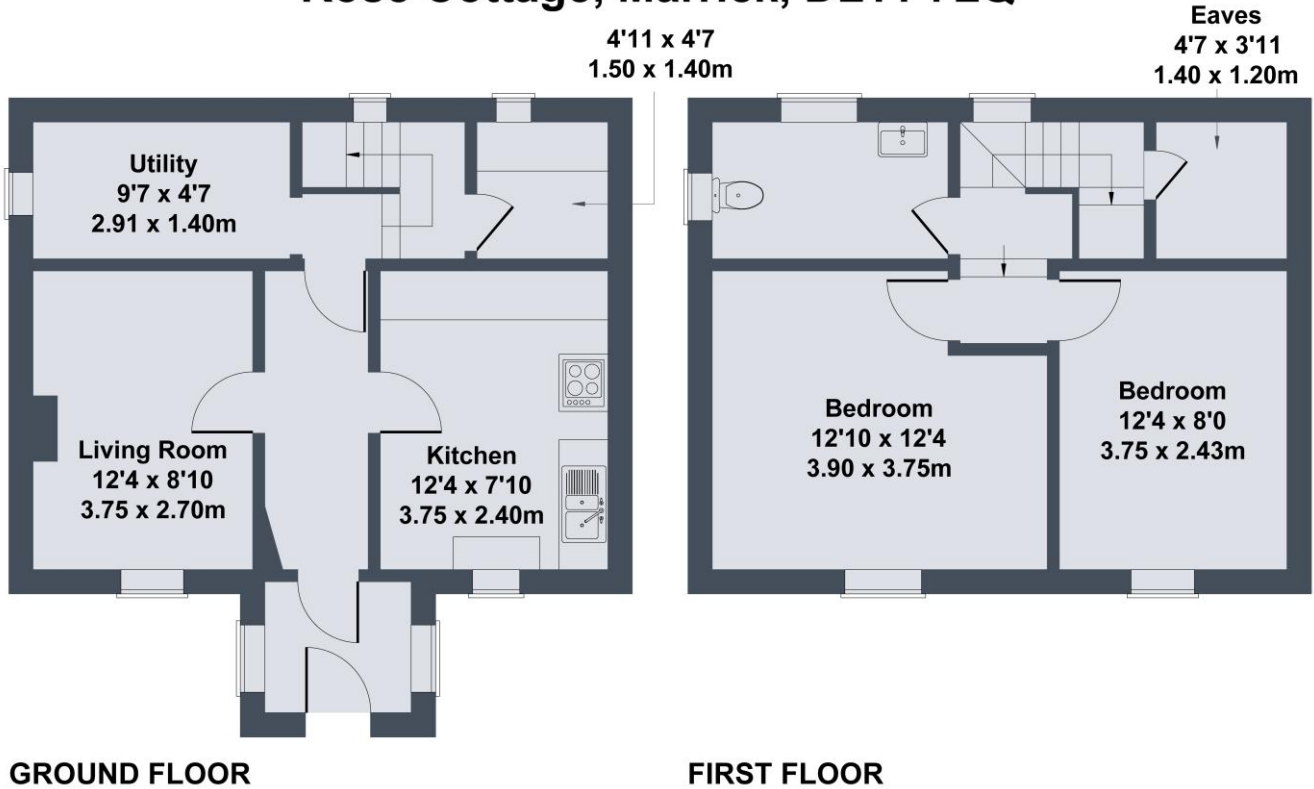 4'11 x 4'7
1.50 x 1.40m
Eaves
4'7 x 3'11
1.40 x 1.20m
Utility
9'7 x 4'7
2.91 x 1.40m
Living Room
12'4 x 8'10
3.75 x 2.70m
Kitchen
12'4 x 7'10
3.75 x 2.40m
Bedroom
12'10 x 12'4
3.90 x 3.75m
Bedroom
12'4 x 8'0
3.75 x 2.43m
GROUND FLOOR
FIRST FLOOR